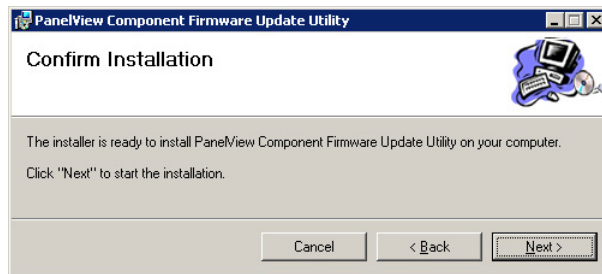 PanelView Component Firmware Update Utility
Confirm Installation
The installer is ready to install PanelView Component Firmware Update Utility on your computer.
Click "Next" to start the installation.
Cancel
< Back
Next >